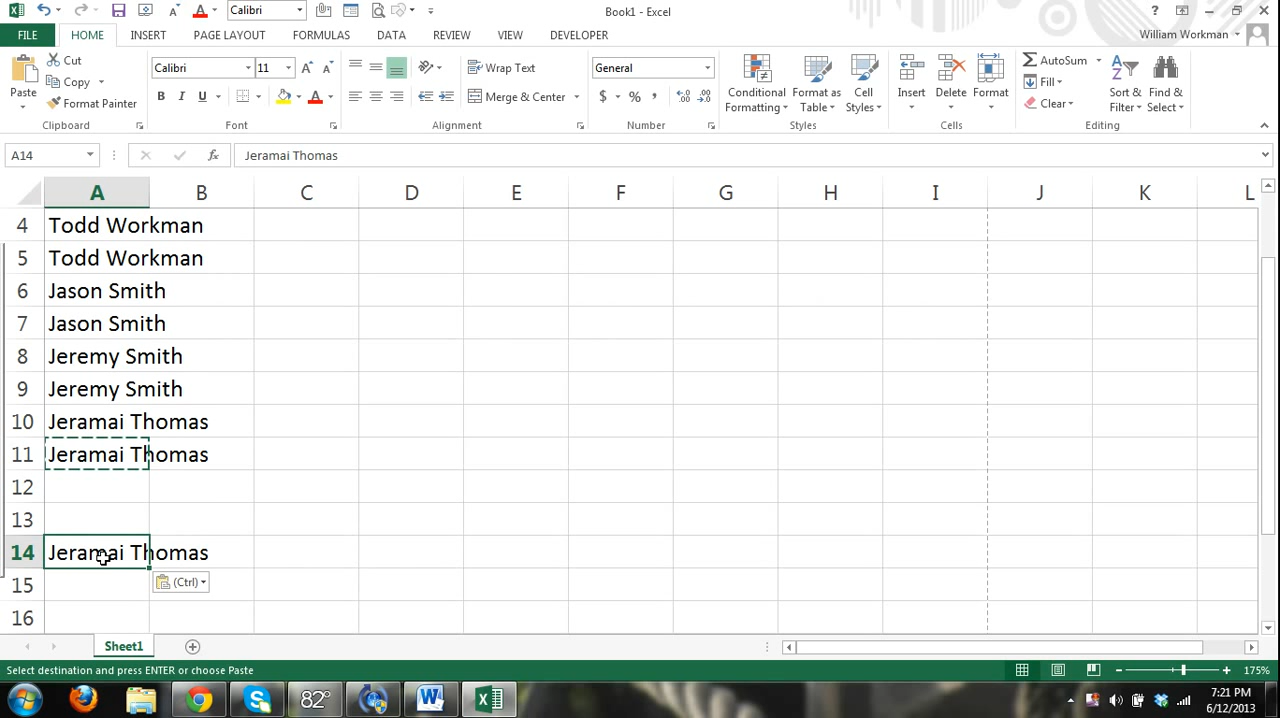 Calibri
Book1 - Excel
?
FILE HOME INSERT PAGE LAYOUT FORMULAS DATA REVIEW VIEW DEVELOPER
William Workman
Paste
Cut
Copy
Format Painter
Clipboard
Calibri 11
B I U
Font
Wrap Text
Merge & Center
Alignment
General
$ % ,
Number
Conditional
Formatting
Format as
Table
Cell
Styles
Styles
Insert
Delete
Format
Cells
AutoSum
Fill
Clear
Sort &
Filter
Find &
Select
Editing
A14 fx Jeramai Thomas
A B C D E F G H I J K L
4 Todd Workman
5 Todd Workman
6 Jason Smith
7 Jason Smith
8 Jeremy Smith
9 Jeremy Smith
10 Jeramai Thomas
11 Jeramai Thomas
12
13
14 Jeramai Thomas
15 (Ctrl)
16
Sheet1
Select destination and press ENTER or choose Paste
175%
82°
7:21 PM
6/12/2013